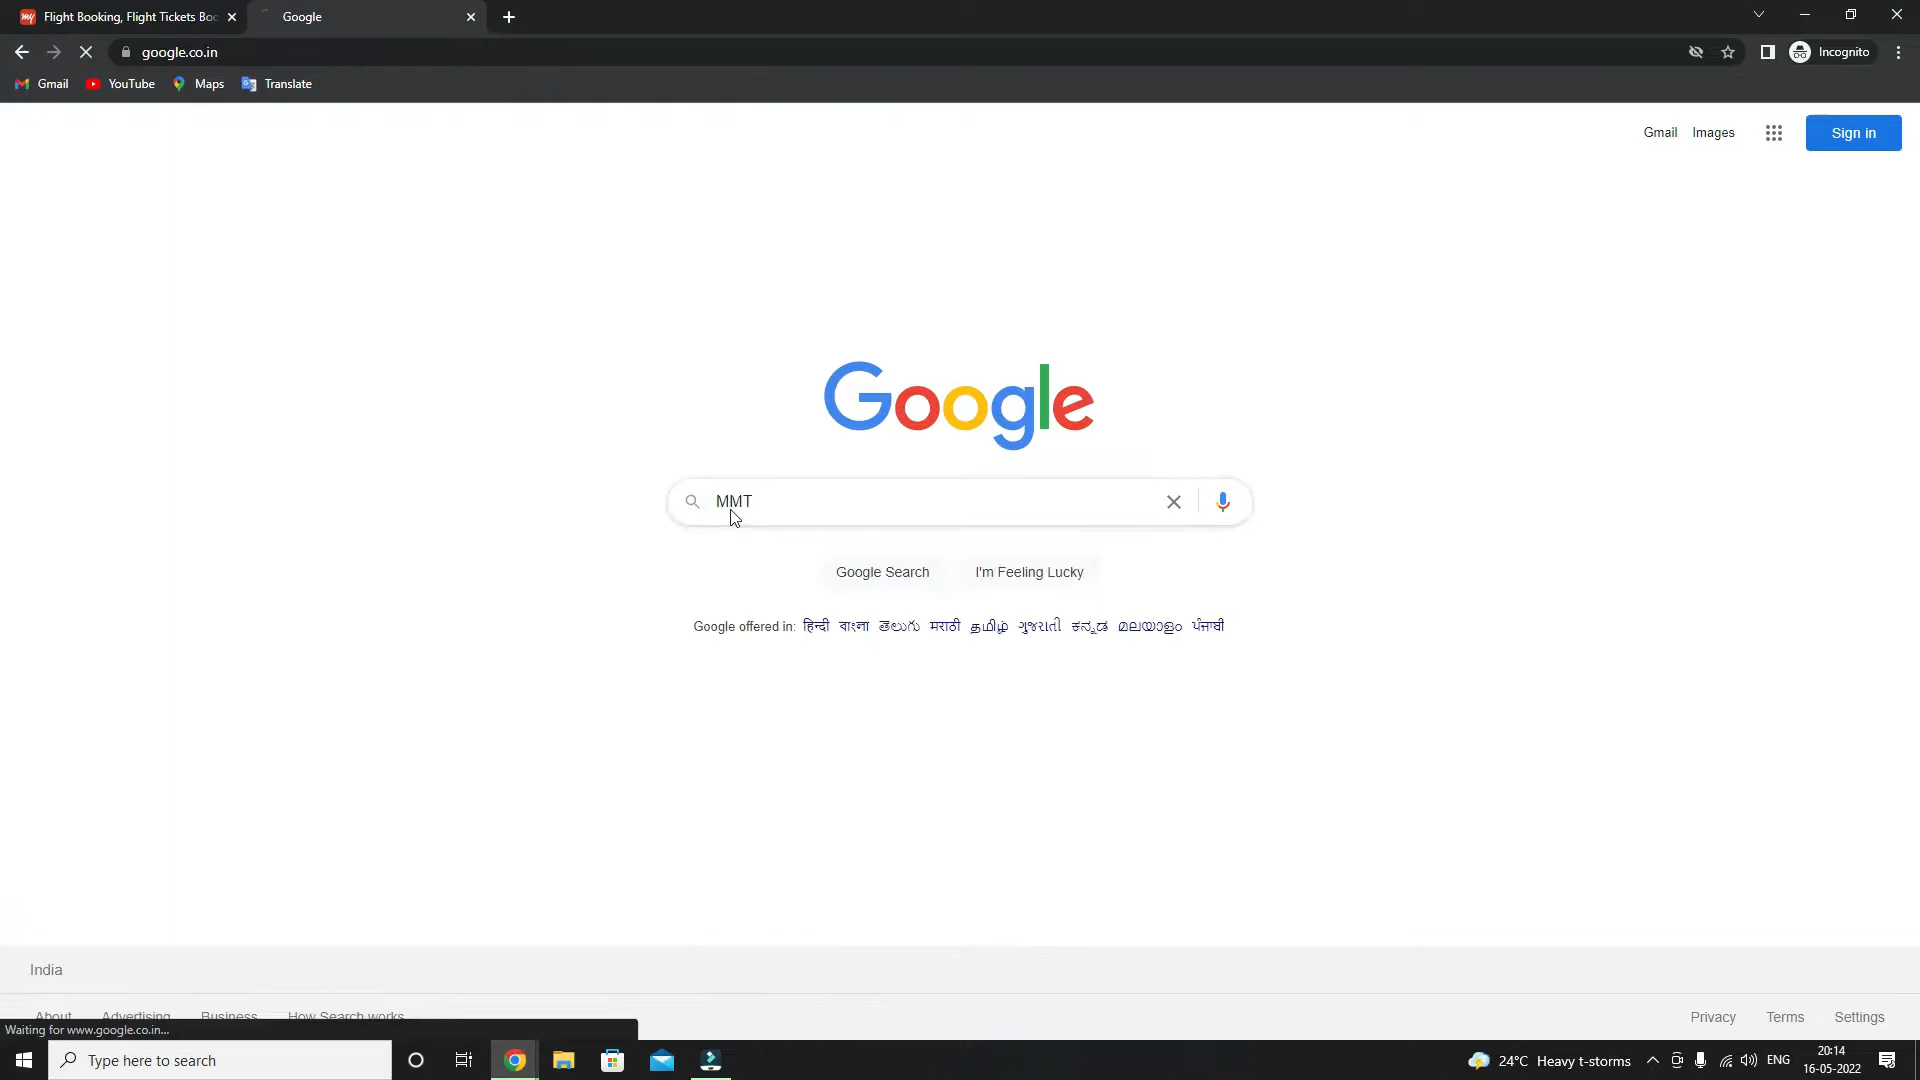 Flight Booking, Flight Tickets Boo
Google
google.co.in
Incognito
Gmail
YouTube
Maps
Translate
Gmail
Images
Sign in
Google
MMT
Google Search
I'm Feeling Lucky
Google offered in: हिन्दी বাংলা తెలుగు मराठी தமிழ் ગુજરાતી ಕನ್ನಡ മലയാളം ਪੰਜਾਬੀ
India
About Advertising Business How Search works
Privacy Terms Settings
Waiting for www.google.co.in...
Type here to search
24°C Heavy t-storms
ENG
20:14
16-05-2022